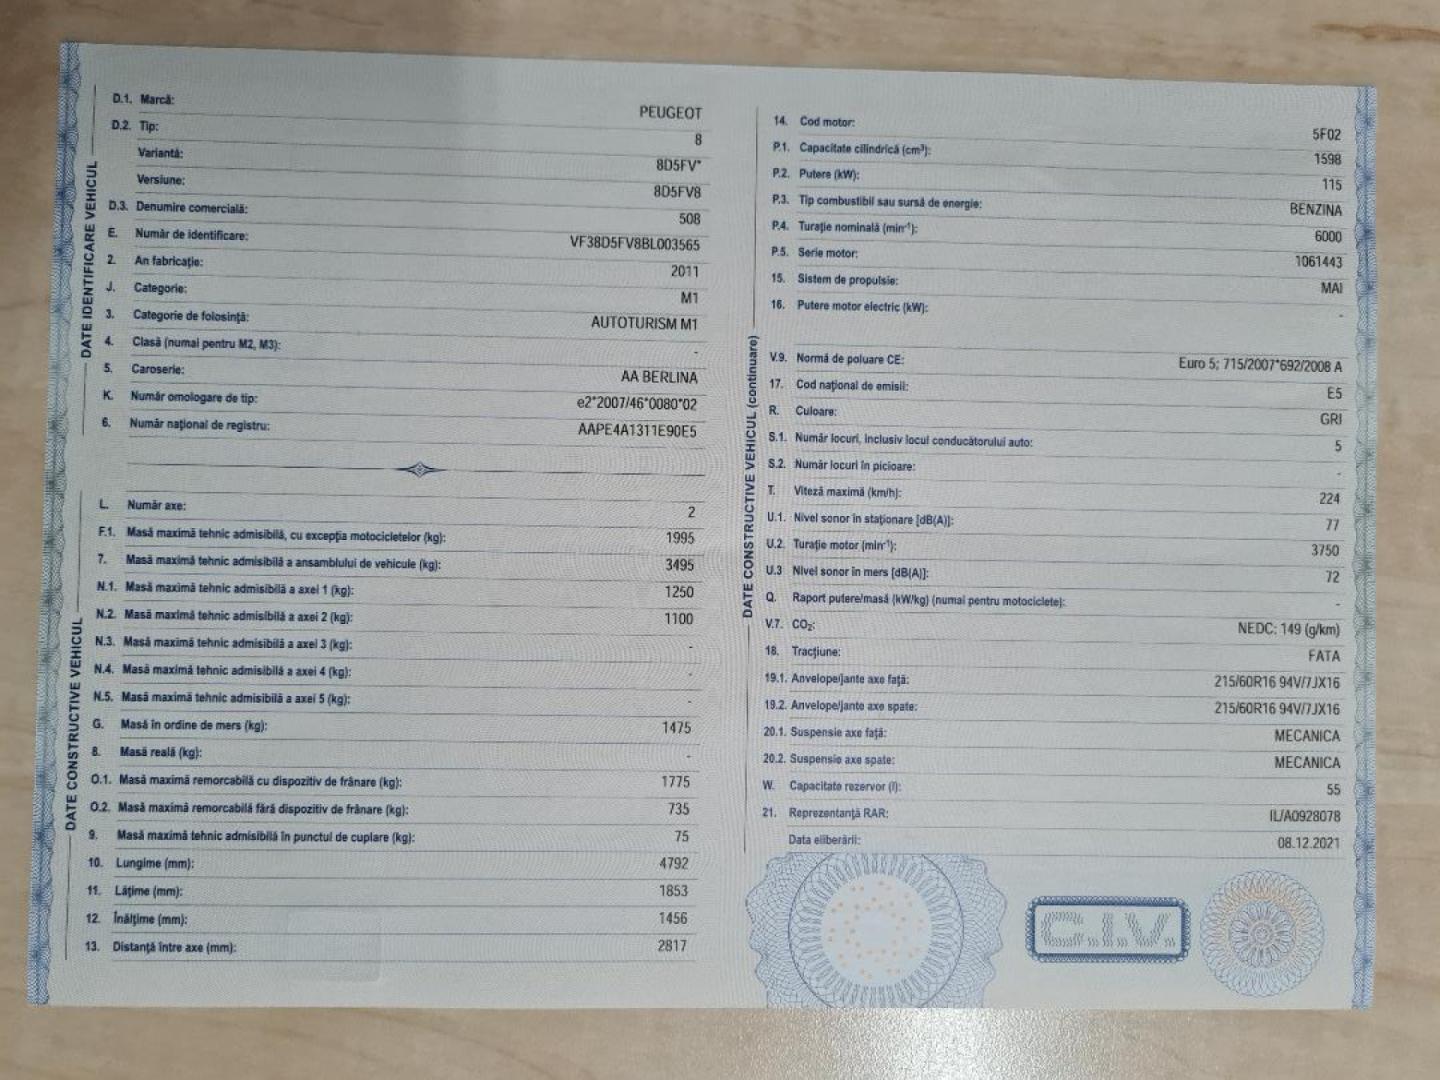 DATE IDENTIFICARE VEHICUL
D.1. Marcă: PEUGEOT
D.2. Tip: 8
Variantă: 8D5FV*
Versiune: 8D5FV8
D.3. Denumire comercială: 508
E. Număr de identificare: VF38D5FV8BL003565
2. An fabricație: 2011
J. Categorie: M1
3. Categorie de folosință: AUTOTURISM M1
4. Clasă (numai pentru M2, M3): -
5. Caroserie: AA BERLINA
K. Număr omologare de tip: e2*2007/46*0080*02
6. Număr național de registru: AAPE4A1311E90E5
DATE CONSTRUCTIVE VEHICUL
L. Număr axe: 2
F.1. Masă maximă tehnic admisibilă, cu excepția motocicletelor (kg): 1995
7. Masă maximă tehnic admisibilă a ansamblului de vehicule (kg): 3495
N.1. Masă maximă tehnic admisibilă a axei 1 (kg): 1250
N.2. Masă maximă tehnic admisibilă a axei 2 (kg): 1100
N.3. Masă maximă tehnic admisibilă a axei 3 (kg): -
N.4. Masă maximă tehnic admisibilă a axei 4 (kg): -
N.5. Masă maximă tehnic admisibilă a axei 5 (kg): -
G. Masă în ordine de mers (kg): 1475
8. Masă reală (kg): -
O.1. Masă maximă remorcabilă cu dispozitiv de frânare (kg): 1775
O.2. Masă maximă remorcabilă fără dispozitiv de frânare (kg): 735
9. Masă maximă tehnic admisibilă în punctul de cuplare (kg): 75
10. Lungime (mm): 4792
11. Lățime (mm): 1853
12. Înălțime (mm): 1456
13. Distanță între axe (mm): 2817
DATE CONSTRUCTIVE VEHICUL (continuare)
14. Cod motor: 5F02
P.1. Capacitate cilindrică (cm³): 1598
P.2. Putere (kW): 115
P.3. Tip combustibil sau sursă de energie: BENZINA
P.4. Turație nominală (min⁻¹): 6000
P.5. Serie motor: 1061443
15. Sistem de propulsie: MAI
16. Putere motor electric (kW): -
V.9. Normă de poluare CE: Euro 5; 715/2007*692/2008 A
17. Cod național de emisii: E5
R. Culoare: GRI
S.1. Număr locuri, inclusiv locul conducătorului auto: 5
S.2. Număr locuri în picioare: -
T. Viteză maximă (km/h): 224
U.1. Nivel sonor în staționare [dB(A)]: 77
U.2. Turație motor (min⁻¹): 3750
U.3 Nivel sonor în mers [dB(A)]: 72
Q. Raport putere/masă (kW/kg) (numai pentru motociclete): -
V.7. CO₂: NEDC: 149 (g/km)
18. Tracțiune: FATA
19.1. Anvelope/jante axe față: 215/60R16 94V/7JX16
19.2. Anvelope/jante axe spate: 215/60R16 94V/7JX16
20.1. Suspensie axe față: MECANICA
20.2. Suspensie axe spate: MECANICA
W. Capacitate rezervor (l): 55
21. Reprezentanță RAR: IL/A0928078
Data eliberării: 08.12.2021
C.I.V.